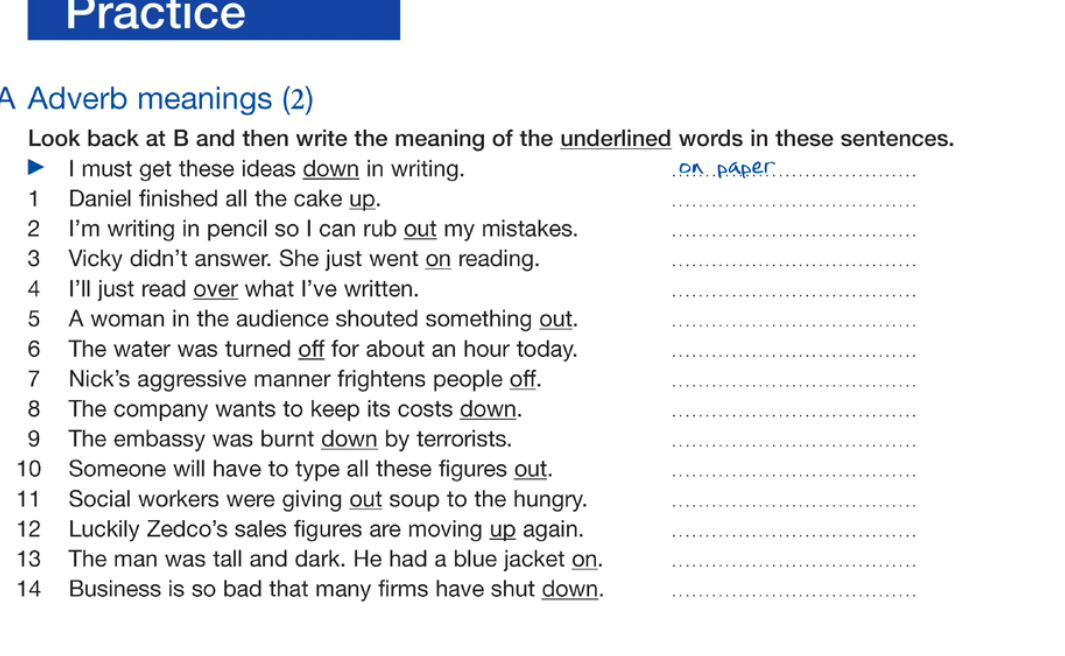 Practice
A Adverb meanings (2)
Look back at B and then write the meaning of the underlined words in these sentences.
▶ I must get these ideas down in writing. on paper
1 Daniel finished all the cake up. ....................
2 I'm writing in pencil so I can rub out my mistakes. ....................
3 Vicky didn't answer. She just went on reading. ....................
4 I'll just read over what I've written. ....................
5 A woman in the audience shouted something out. ....................
6 The water was turned off for about an hour today. ....................
7 Nick's aggressive manner frightens people off. ....................
8 The company wants to keep its costs down. ....................
9 The embassy was burnt down by terrorists. ....................
10 Someone will have to type all these figures out. ....................
11 Social workers were giving out soup to the hungry. ....................
12 Luckily Zedco's sales figures are moving up again. ....................
13 The man was tall and dark. He had a blue jacket on. ....................
14 Business is so bad that many firms have shut down. ....................